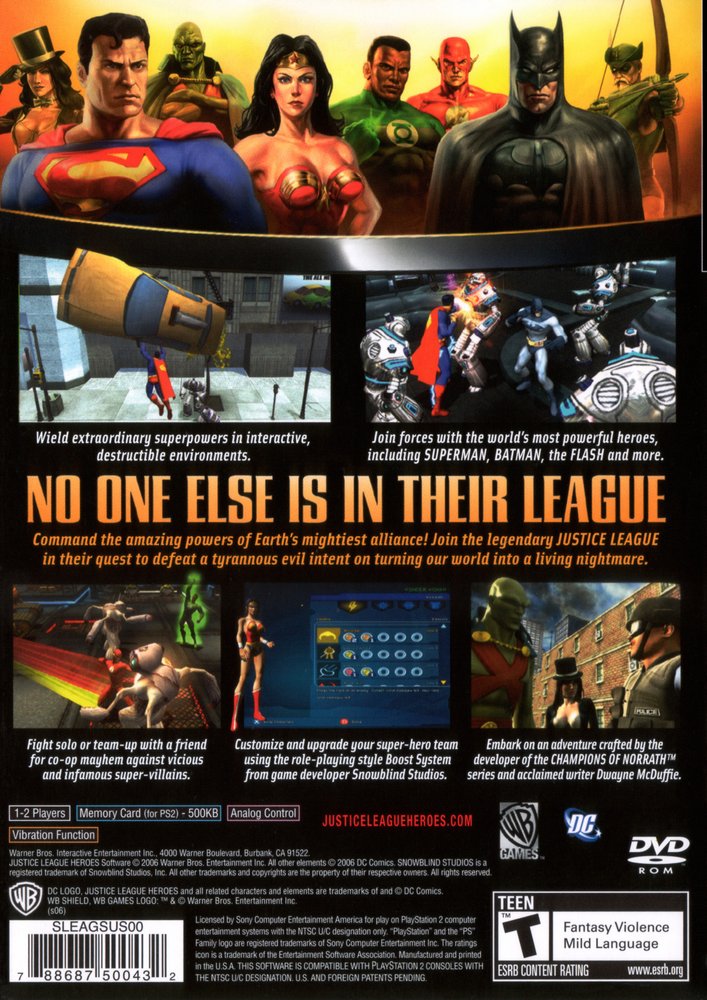 Wield extraordinary superpowers in interactive,
destructible environments.
Join forces with the world's most powerful heroes,
including SUPERMAN, BATMAN, the FLASH and more.
NO ONE ELSE IS IN THEIR LEAGUE
Command the amazing powers of Earth's mightiest alliance! Join the legendary JUSTICE LEAGUE
in their quest to defeat a tyrannous evil intent on turning our world into a living nightmare.
POLICE
Fight solo or team-up with a friend
for co-op mayhem against vicious
and infamous super-villains.
Customize and upgrade your super-hero team
using the role-playing style Boost System
from game developer Snowblind Studios.
Embark on an adventure crafted by the
developer of the CHAMPIONS OF NORRATH™
series and acclaimed writer Dwayne McDuffie.
1-2 Players
Memory Card (for PS2) - 500KB
Analog Control
Vibration Function
JUSTICELEAGUEHEROES.COM
WB
GAMES
DC
DVD
ROM
Warner Bros. Interactive Entertainment Inc., 4000 Warner Boulevard, Burbank, CA 91522.
JUSTICE LEAGUE HEROES Software © 2006 Warner Bros. Entertainment Inc. All other elements © 2006 DC Comics. SNOWBLIND STUDIOS is a
registered trademark of Snowblind Studios, Inc. All other trademarks and copyrights are the property of their respective owners. All rights reserved.
WB
DC LOGO, JUSTICE LEAGUE HEROES and all related characters and elements are trademarks of and © DC Comics.
WB SHIELD, WB GAMES LOGO: ™ & © Warner Bros. Entertainment Inc.
(s06)
SLEAGSUS00
7 88687 50043 2
Licensed by Sony Computer Entertainment America for play on PlayStation 2 computer
entertainment systems with the NTSC U/C designation only. "PlayStation" and the "PS"
Family logo are registered trademarks of Sony Computer Entertainment Inc. The ratings
icon is a trademark of the Entertainment Software Association. Manufactured and printed
in the U.S.A. THIS SOFTWARE IS COMPATIBLE WITH PLAYSTATION 2 CONSOLES WITH
THE NTSC U/C DESIGNATION. U.S. AND FOREIGN PATENTS PENDING.
TEEN
T
Fantasy Violence
Mild Language
ESRB CONTENT RATING
www.esrb.org